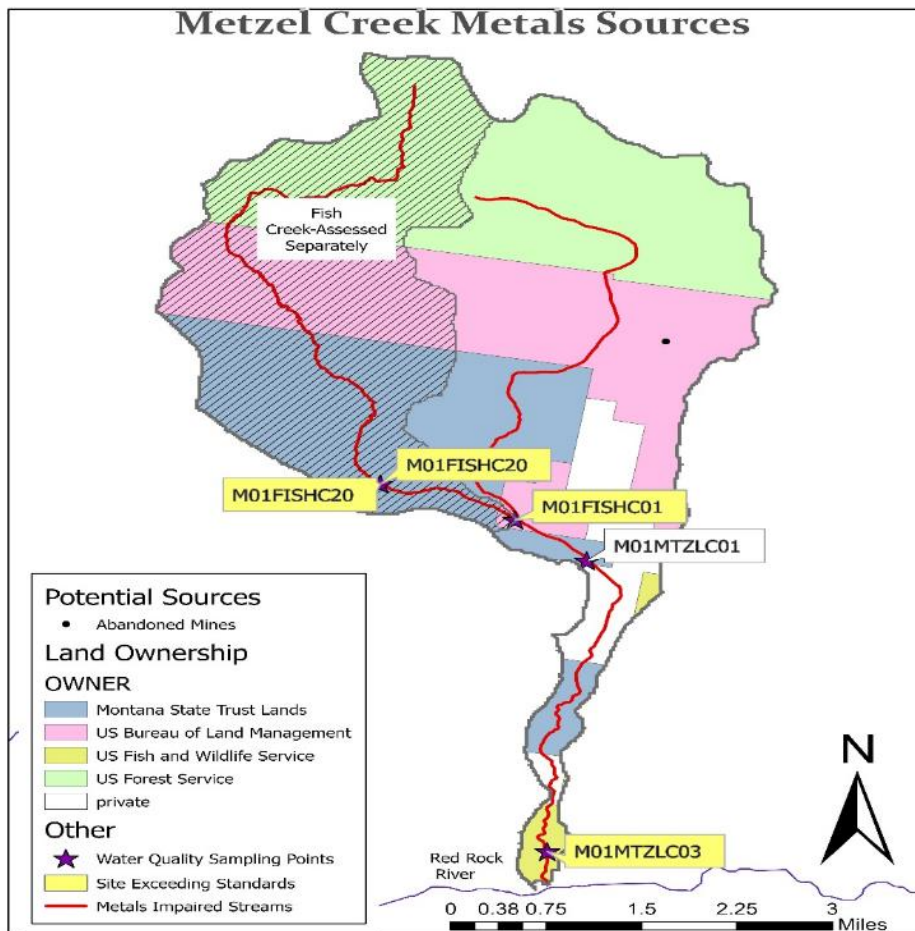 Metzel Creek Metals Sources
Fish
Creek-Assessed
Separately
M01FISHC20
M01FISHC20
M01FISHC01
M01MTZLC01
Potential Sources
Abandoned Mines
Land Ownership
OWNER
Montana State Trust Lands
US Bureau of Land Management
US Fish and Wildlife Service
US Forest Service
private
Other
Water Quality Sampling Points
Site Exceeding Standards
Metals Impaired Streams
N
M01MTZLC03
Red Rock
River
0 0.38 0.75 1.5 2.25 3
Miles